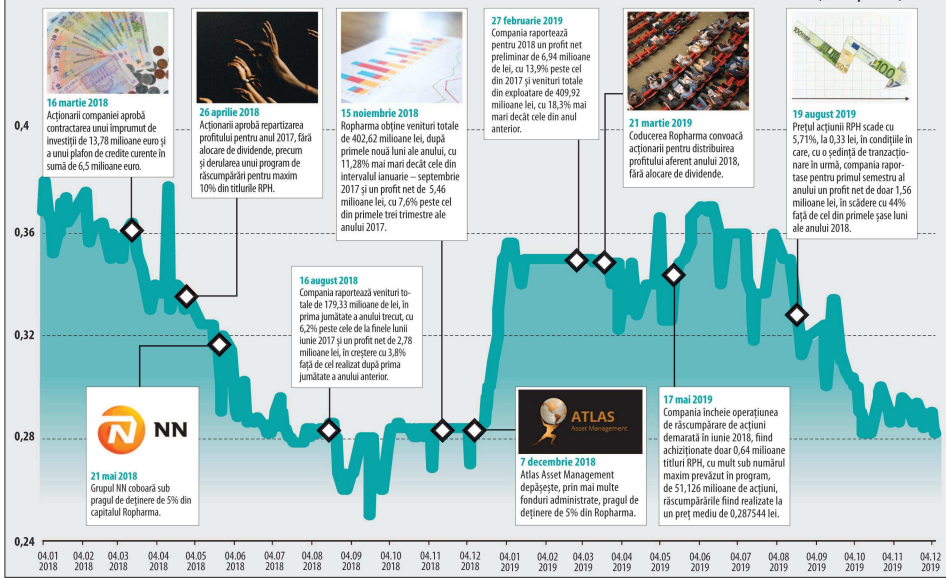 16 martie 2018
Acționarii companiei aprobă
contractarea unui împrumut de
investiții de 13,78 milioane euro și
a unui plafon de credite curente în
sumă de 6,5 milioane euro.
26 aprilie 2018
Acționarii aprobă repartizarea
profitului pentru anul 2017, fără
alocare de dividende, precum
și derularea unui program de
răscumpărări pentru maxim
10% din titlurile RPH.
15 noiembrie 2018
Ropharma obține venituri totale
de 402,62 milioane lei, după
primele nouă luni ale anului, cu
11,28% mai mari decât cele din
intervalul ianuarie – septembrie
2017 și un profit net de 5,46
milioane lei, cu 7,6% peste cel
din primele trei trimestre ale
anului 2017.
27 februarie 2019
Compania raportează
pentru 2018 un profit net
preliminar de 6,94 milioane
de lei, cu 13,9% peste cel
din 2017 și venituri totale
din exploatare de 409,92
milioane lei, cu 18,3% mai
mari decât cele din anul
anterior.
21 martie 2019
Coducerea Ropharma convoacă
acționarii pentru distribuirea
profitului aferent anului 2018,
fără alocare de dividende.
19 august 2019
Prețul acțiunii RPH scade cu
5,71%, la 0,33 lei, în condițiile în
care, cu o ședință de tranzacțio-
nare în urmă, compania rapor-
tase pentru primul semestru al
anului un profit net de doar 1,56
milioane lei, în scădere cu 44%
față de cel din primele șase luni
ale anului 2018.
16 august 2018
Compania raportează venituri to-
tale de 179,33 milioane de lei, în
prima jumătate a anului trecut, cu
6,2% peste cele de la finele lunii
iunie 2017 și un profit net de 2,78
milioane lei, în creștere cu 3,8%
față de cel realizat după prima
jumătate a anului anterior.
NN
21 mai 2018
Grupul NN coboară sub
pragul de deținere de 5% din
capitalul Ropharma.
ATLAS
Asset Management
7 decembrie 2018
Atlas Asset Management
depășește, prin mai multe
fonduri administrate, pragul de
deținere de 5% din Ropharma.
17 mai 2019
Compania încheie operațiunea
de răscumpărare de acțiuni
demarată în iunie 2018, fiind
achiziționate doar 0,64 milioane
titluri RPH, cu mult sub numărul
maxim prevăzut în program,
de 51,126 milioane de acțiuni,
răscumpărările fiind realizate la
un preț mediu de 0,287544 lei.
0,4
0,36
0,32
0,28
0,24
04.01 04.02 04.03 04.04 04.05 04.06 04.07 04.08 04.09 04.10 04.11 04.12 04.01 04.02 04.03 04.04 04.05 04.06 04.07 04.08 04.09 04.10 04.11 04.12
2018 2018 2018 2018 2018 2018 2018 2018 2018 2018 2018 2018 2019 2019 2019 2019 2019 2019 2019 2019 2019 2019 2019 2019